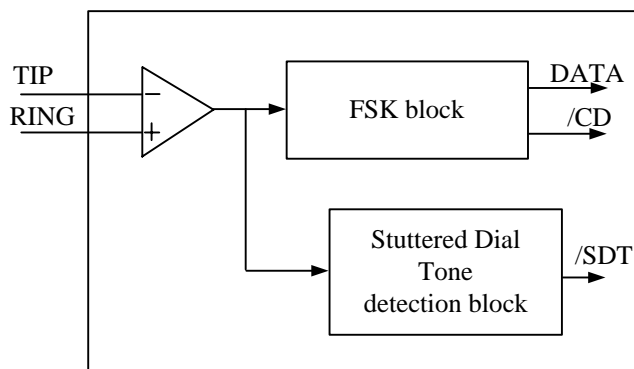 TIP
RING
−
+
FSK block
DATA
/CD
Stuttered Dial
Tone
detection block
/SDT